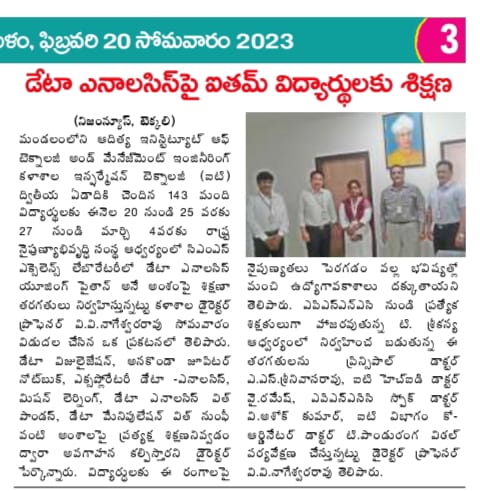 ళం, ఫిబ్రవరి 20 సోమవారం 2023
3
డేటా ఎనాలసిస్‌పై ఐతమ్ విద్యార్థులకు శిక్షణ
(నిజంన్యూస్, టెక్కలి)
మండలంలోని ఆదిత్య ఇనిస్టిట్యూట్ ఆఫ్
టెక్నాలజీ అండ్ మేనేజ్‌మెంట్ ఇంజినీరింగ్
కళాశాల ఇన్ఫర్మేషన్ టెక్నాలజీ (ఐటి)
ద్వితీయ ఏడాదికి చెందిన 143 మంది
విద్యార్థులకు ఈనెల 20 నుండి 25 వరకు
27 నుండి మార్చి 4వరకు రాష్ట్ర
నైపుణ్యాభివృద్ధి సంస్థ ఆధ్వర్యంలో సిఎంఎస్
ఎక్సెలెన్స్ లేబారేటరీలో డేటా ఎనాలసిస్
యూజింగ్ పైతాన్ అనే అంశంపై శిక్షణా
తరగతులు నిర్వహిస్తున్నట్టు కళాశాల డైరెక్టర్
ప్రొఫెసర్ వి.వి.నాగేశ్వరరావు సోమవారం
విడుదల చేసిన ఒక ప్రకటనలో తెలిపారు.
డేటా విజులైజేషన్, అనకొండా జూపిటర్
నోట్‌బుక్, ఎక్స్‌ప్లోరేటరీ డేటా -ఎనాలసిస్,
మిషన్ లెర్నింగ్, డేటా ఎనాలసిస్ విత్
పాండస్, డేటా మేనిపులేషన్ విత్ నుంఫీ
వంటి అంశాలపై ప్రత్యక్ష శిక్షణనివ్వడం
ద్వారా అవగాహన కల్పిస్తారని డైరెక్టర్
పేర్కొన్నారు. విద్యార్థులకు ఈ రంగాలపై
నైపుణ్యతలు పెరగడం వల్ల భవిష్యత్తో
మంచి ఉద్యోగావకాశాలు దక్కుతాయని
తెలిపారు. ఎపిఎస్ఎస్ఎసి నుండి ప్రత్యేక
శిక్షకులుగా హాజరవుతున్న టి. శ్రీకన్య
ఆధ్వర్యంలో నిర్వహించ బడుతున్న ఈ
తరగతులను ప్రిన్సిపాల్ డాక్టర్
ఎ.ఎస్.శ్రీనివాసరావు, ఐటి హెచ్ఐడి డాక్టర్
వై.రమేష్, ఎపిఎస్ఎసిసి స్పోక్ డాక్టర్
వి.అశోక్ కుమార్, ఐటి విభాగం కో-
ఆర్డినేటర్ డాక్టర్ టి.పాండురంగ విఠల్
పర్యవేక్షణ చేస్తున్నట్టు డైరెక్టర్ ప్రొఫెసర్
వి.వి.నాగేశ్వరరావు తెలిపారు.